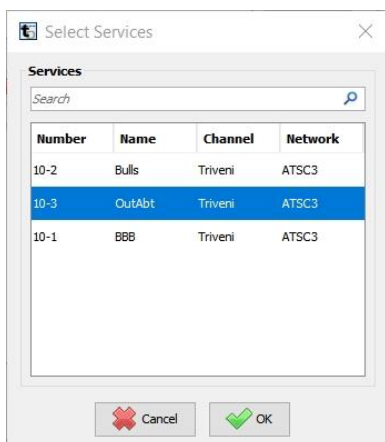 Select Services
Services
Search
Number Name Channel Network
10-2 Bulls Triveni ATSC3
10-3 OutAbt Triveni ATSC3
10-1 BBB Triveni ATSC3
Cancel OK